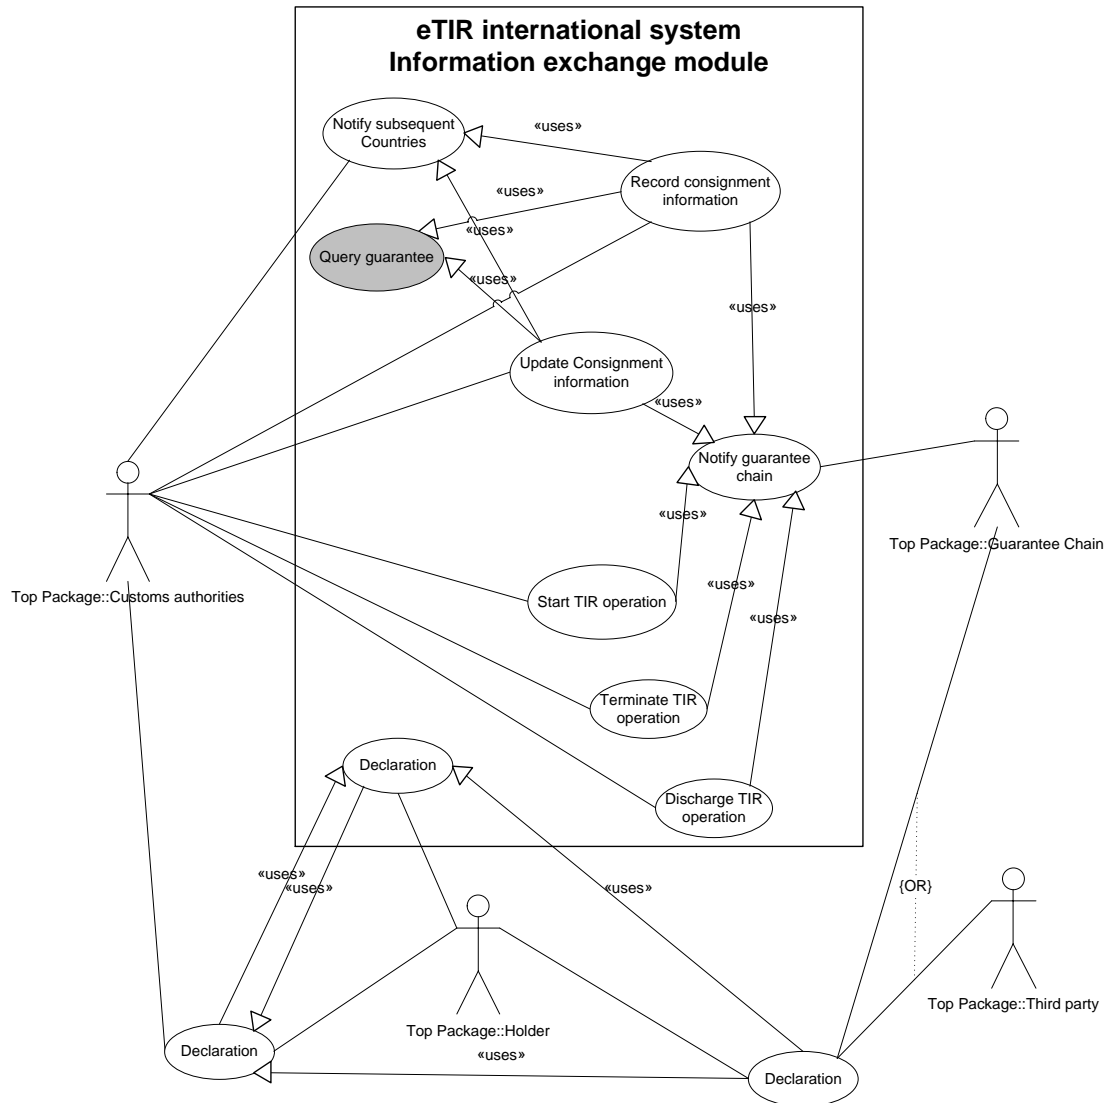 eTIR international system
Information exchange module
Notify subsequent
Countries
«uses»
Record consignment
information
«uses»
«uses»
Query guarantee
«uses»
«uses»
Update Consignment
information
«uses»
Notify guarantee
chain
«uses»
Top Package::Guarantee Chain
Top Package::Customs authorities
Start TIR operation
«uses»
«uses»
Terminate TIR
operation
Declaration
Discharge TIR
operation
«uses»
«uses»
«uses»
{OR}
Top Package::Holder
Top Package::Third party
Declaration
«uses»
Declaration